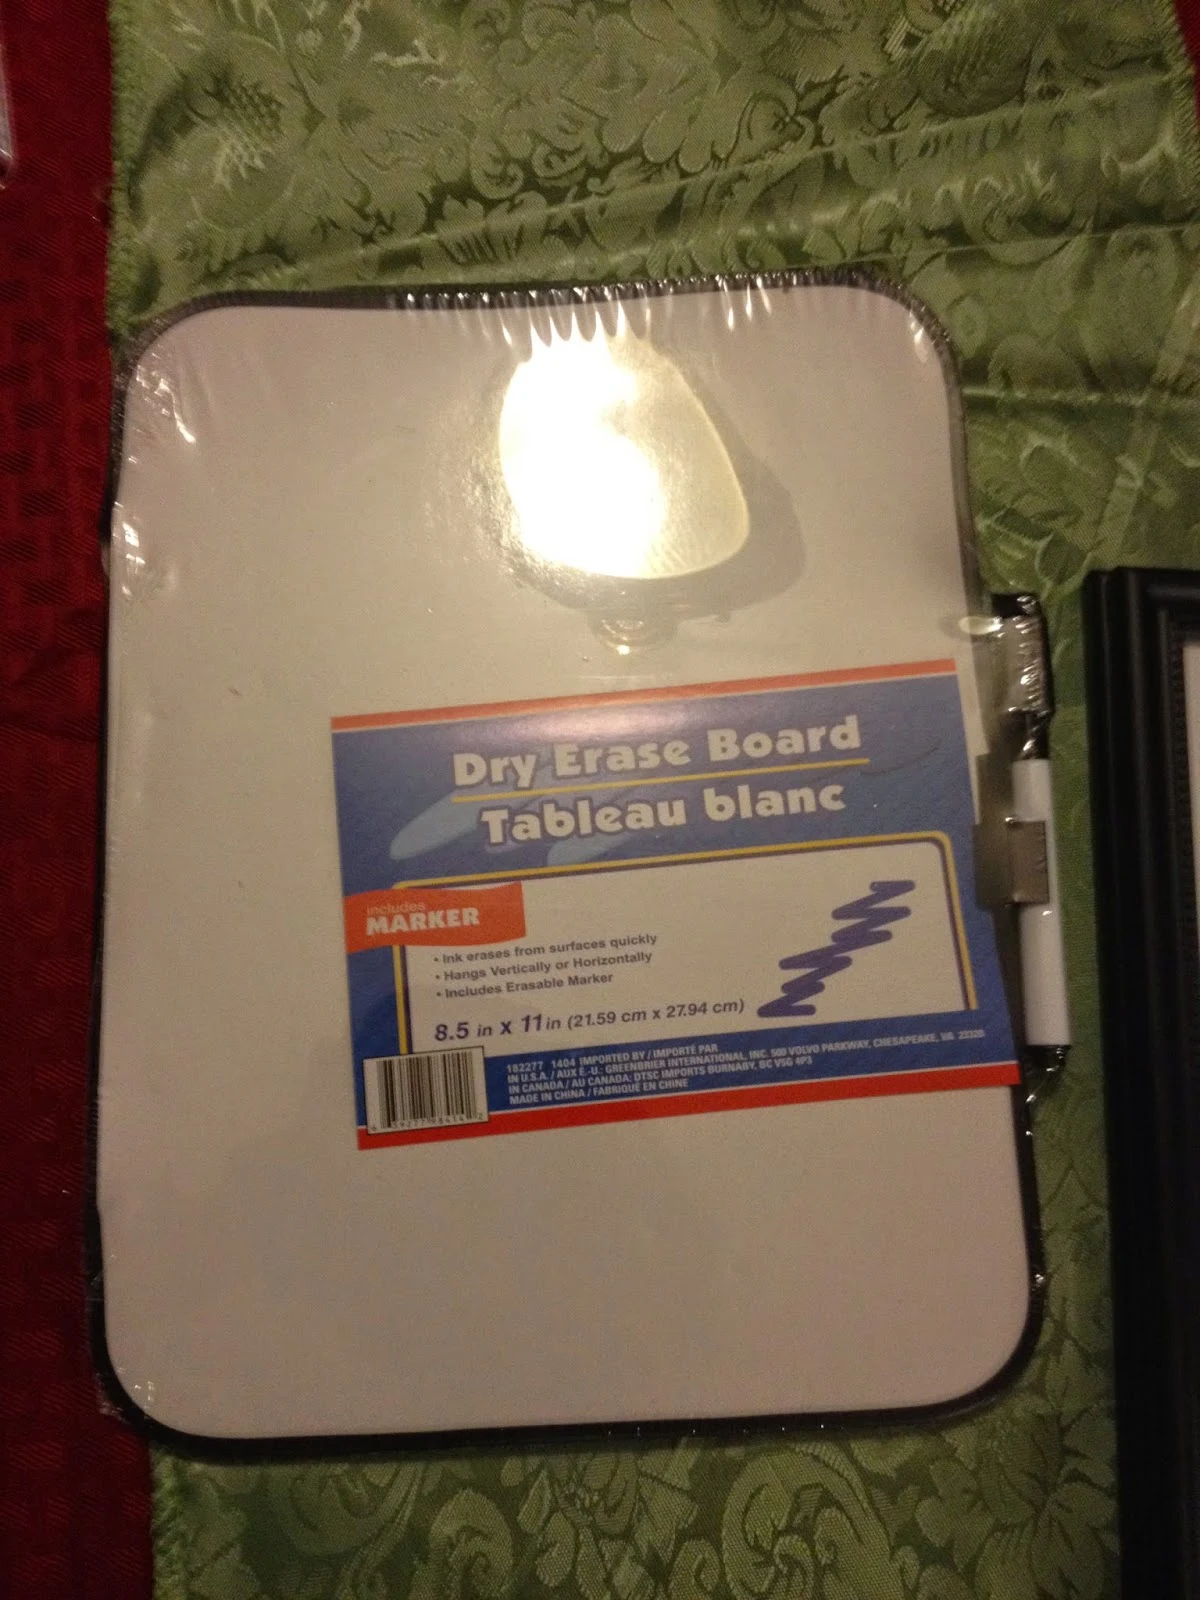 Dry Erase Board
Tableau blanc
includes
MARKER
• Ink erases from surfaces quickly
• Hangs Vertically or Horizontally
• Includes Erasable Marker
8.5 in x 11 in (21.59 cm x 27.94 cm)
182277 1404 IMPORTED BY / IMPORTÉ PAR
IN U.S.A. / AUX É.-U.: GREENBRIER INTERNATIONAL, INC. 500 VOLVO PARKWAY, CHESAPEAKE, VA 23320
IN CANADA / AU CANADA: DTSC IMPORTS BURNABY, BC V5G 4P3
MADE IN CHINA / FABRIQUÉ EN CHINE